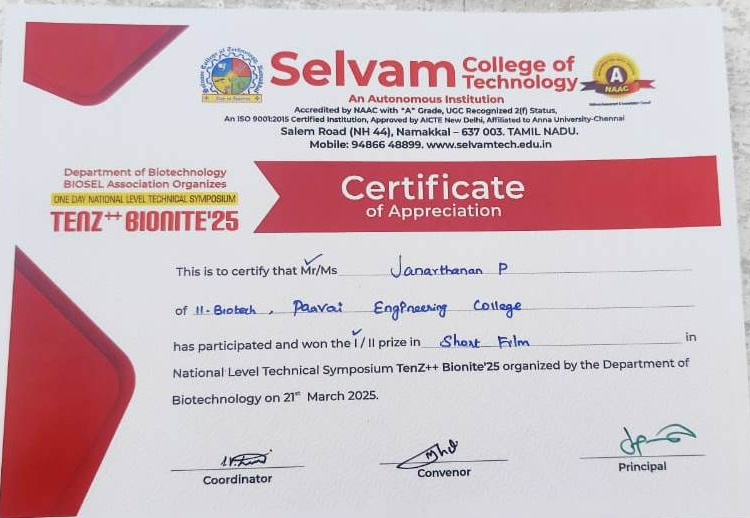 Selvam College of Technology
NAAC
An Autonomous Institution
Accredited by NAAC with "A" Grade, UGC Recognized 2(f) Status,
An ISO 9001:2015 Certified Institution, Approved by AICTE New Delhi, Affiliated to Anna University-Chennai
Salem Road (NH 44), Namakkal – 637 003. TAMIL NADU.
Mobile: 94866 48899. www.selvamtech.edu.in
Department of Biotechnology
BIOSEL Association Organizes
ONE DAY NATIONAL LEVEL TECHNICAL SYMPOSIUM
TENZ++ BIONITE'25
Certificate
of Appreciation
This is to certify that Mr/Ms Janarthanan P
of II-Biotech, Paavai Engineering College
has participated and won the I / II prize in Short Film in
National Level Technical Symposium TenZ++ Bionite'25 organized by the Department of
Biotechnology on 21st March 2025.
Coordinator
Convenor
Principal